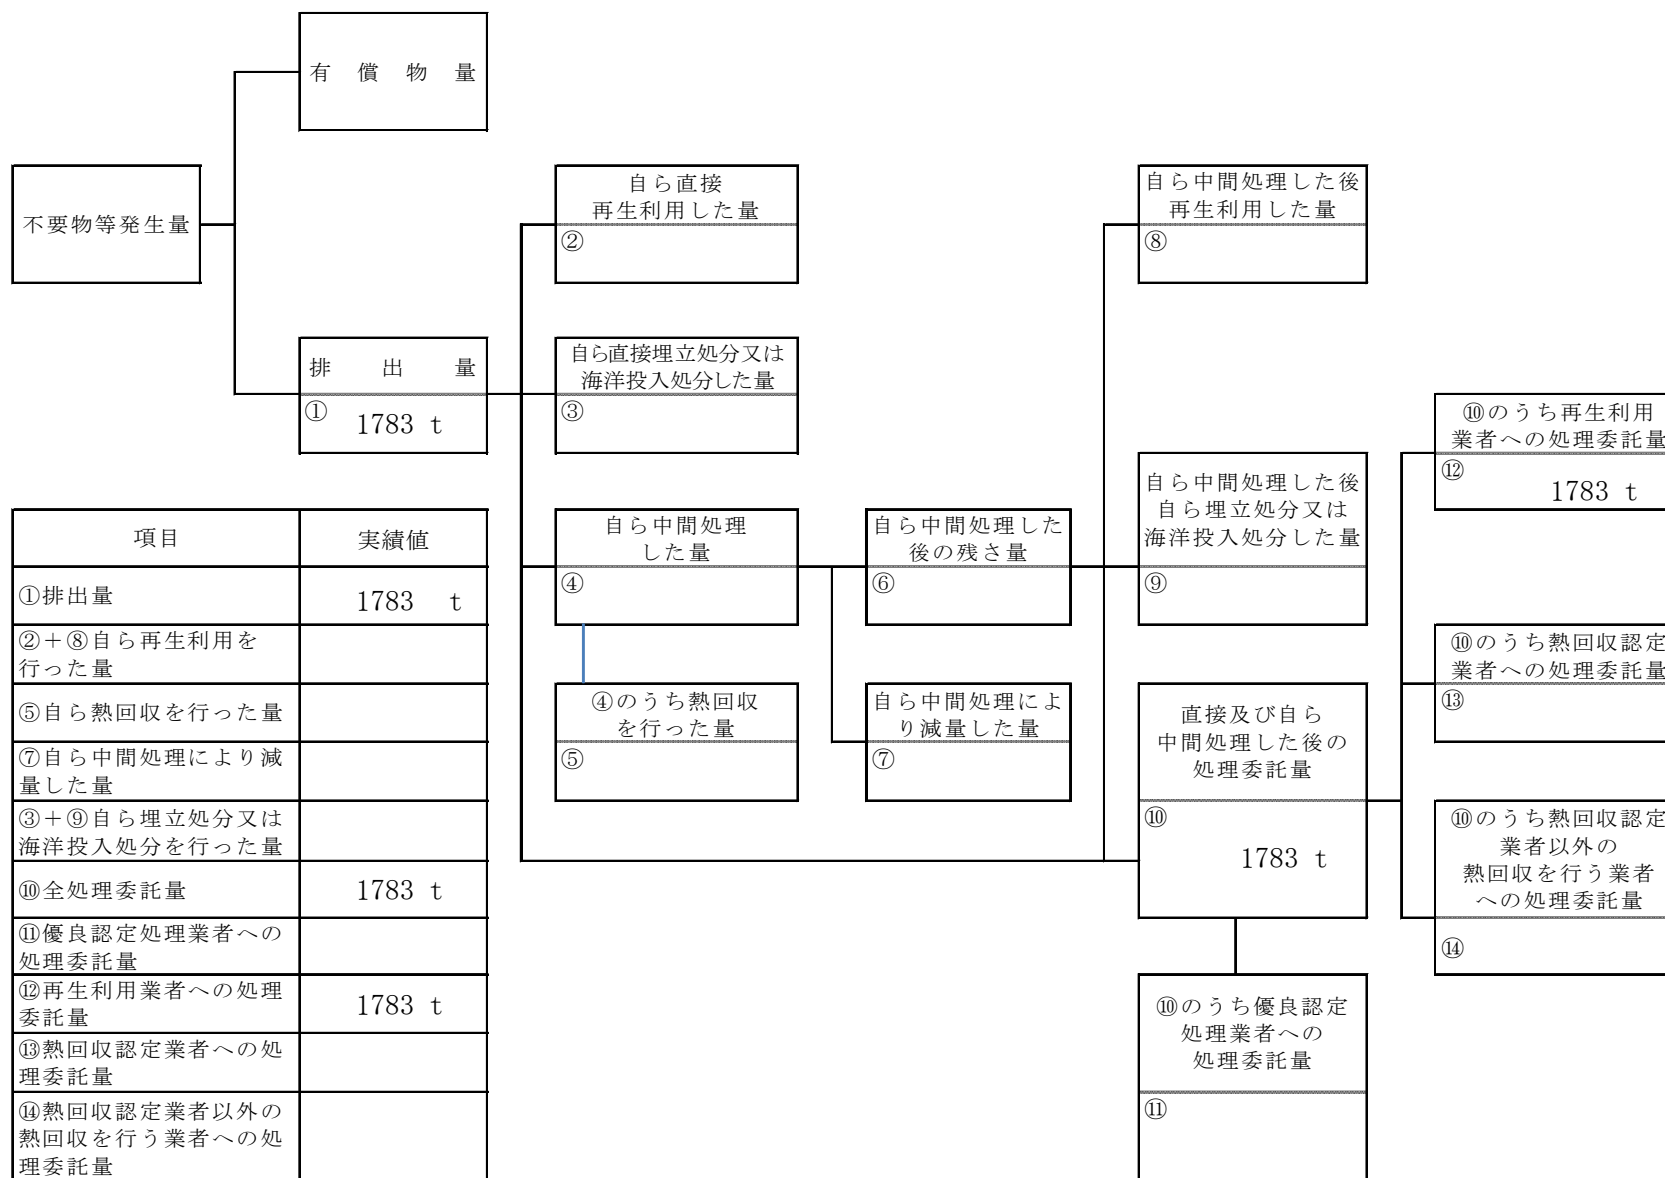 有償物量
不要物等発生量
排出量
① 1783 t
自ら直接
再生利用した量
②
自ら直接埋立処分又は
海洋投入処分した量
③
自ら中間処理
した量
④
④のうち熱回収
を行った量
⑤
自ら中間処理した
後の残さ量
⑥
自ら中間処理によ
り減量した量
⑦
自ら中間処理した後
再生利用した量
⑧
自ら中間処理した後
自ら埋立処分又は
海洋投入処分した量
⑨
直接及び自ら
中間処理した後の
処理委託量
⑩
1783 t
⑩のうち優良認定
処理業者への
処理委託量
⑪
⑩のうち再生利用
業者への処理委託量
⑫
1783 t
⑩のうち熱回収認定
業者への処理委託量
⑬
⑩のうち熱回収認定
業者以外の
熱回収を行う業者
への処理委託量
⑭
項目 実績値
①排出量 1783 t
②＋⑧自ら再生利用を
行った量
⑤自ら熱回収を行った量
⑦自ら中間処理により減
量した量
③＋⑨自ら埋立処分又は
海洋投入処分を行った量
⑩全処理委託量 1783 t
⑪優良認定処理業者への
処理委託量
⑫再生利用業者への処理
委託量 1783 t
⑬熱回収認定業者への処
理委託量
⑭熱回収認定業者以外の
熱回収を行う業者への処
理委託量